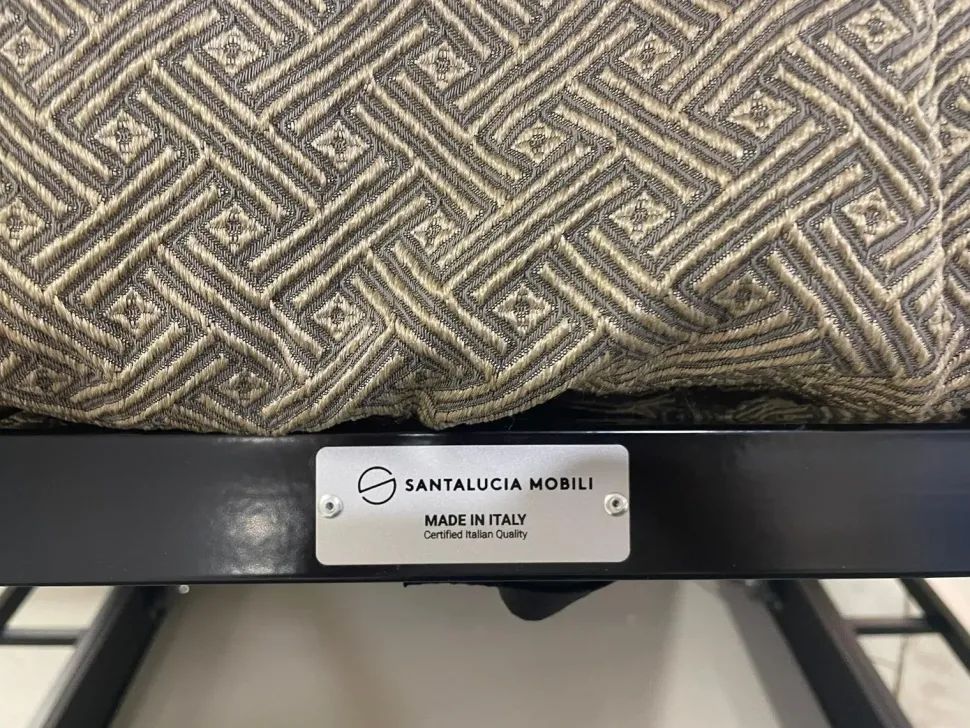 SANTALUCIA MOBILI
MADE IN ITALY
Certified Italian Quality